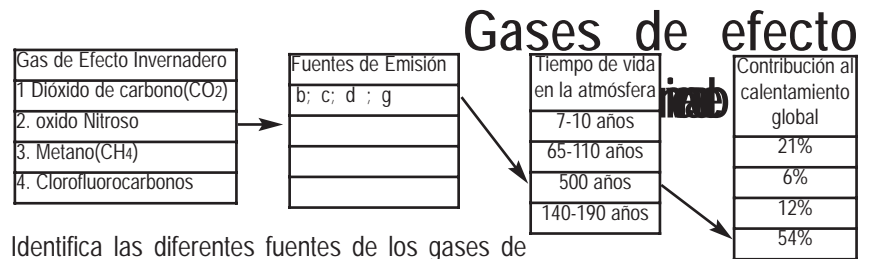 Gases de efecto
Gas de Efecto Invernadero
1 Dióxido de carbono(CO2)
2. oxido Nitroso
3. Metano(CH4)
4. Clorofluorocarbonos
Fuentes de Emisión
b; c; d ; g
Tiempo de vida
en la atmósfera
7-10 años
65-110 años
500 años
140-190 años
Contribución al
calentamiento
global
21%
6%
12%
54%
Identifica las diferentes fuentes de los gases de